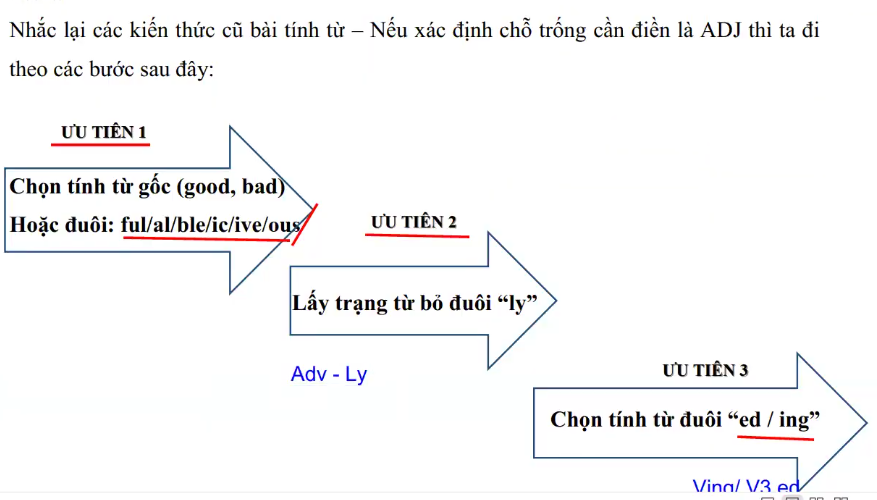 Nhắc lại các kiến thức cũ bài tính từ – Nếu xác định chỗ trống cần điền là ADJ thì ta đi
theo các bước sau đây:
ƯU TIÊN 1
Chọn tính từ gốc (good, bad)
Hoặc đuôi: ful/al/ble/ic/ive/ous
ƯU TIÊN 2
Lấy trạng từ bỏ đuôi “ly”
Adv - Ly
ƯU TIÊN 3
Chọn tính từ đuôi “ed / ing”
Ving/ V3 ed